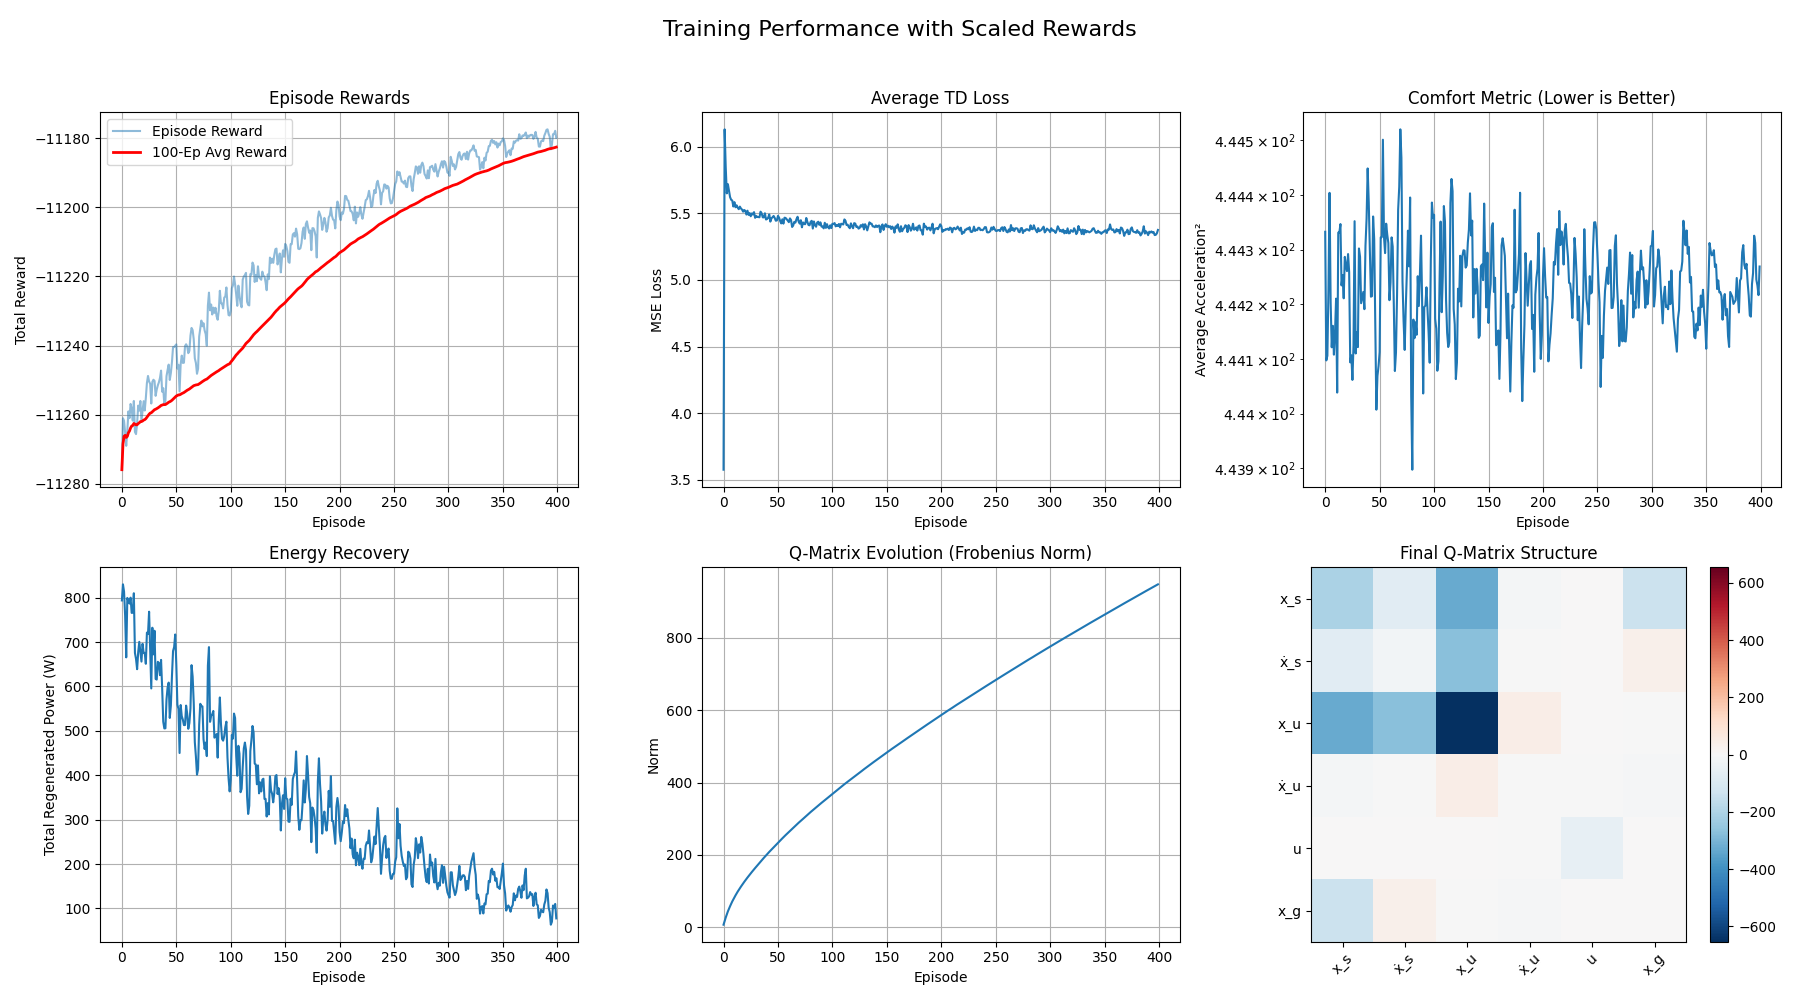 Training Performance with Scaled Rewards
Episode Rewards
Episode Reward
100-Ep Avg Reward
Total Reward
−11180
−11200
−11220
−11240
−11260
−11280
0 50 100 150 200 250 300 350 400
Episode
Average TD Loss
MSE Loss
6.0
5.5
5.0
4.5
4.0
3.5
0 50 100 150 200 250 300 350 400
Episode
Comfort Metric (Lower is Better)
Average Acceleration²
4.445 × 10²
4.444 × 10²
4.443 × 10²
4.442 × 10²
4.441 × 10²
4.44 × 10²
4.439 × 10²
0 50 100 150 200 250 300 350 400
Episode
Energy Recovery
Total Regenerated Power (W)
800
700
600
500
400
300
200
100
0 50 100 150 200 250 300 350 400
Episode
Q-Matrix Evolution (Frobenius Norm)
Norm
800
600
400
200
0
0 50 100 150 200 250 300 350 400
Episode
Final Q-Matrix Structure
x_s
ẋ_s
x_u
ẋ_u
u
x_g
x_s ẋ_s x_u ẋ_u u x_g
600
400
200
0
−200
−400
−600